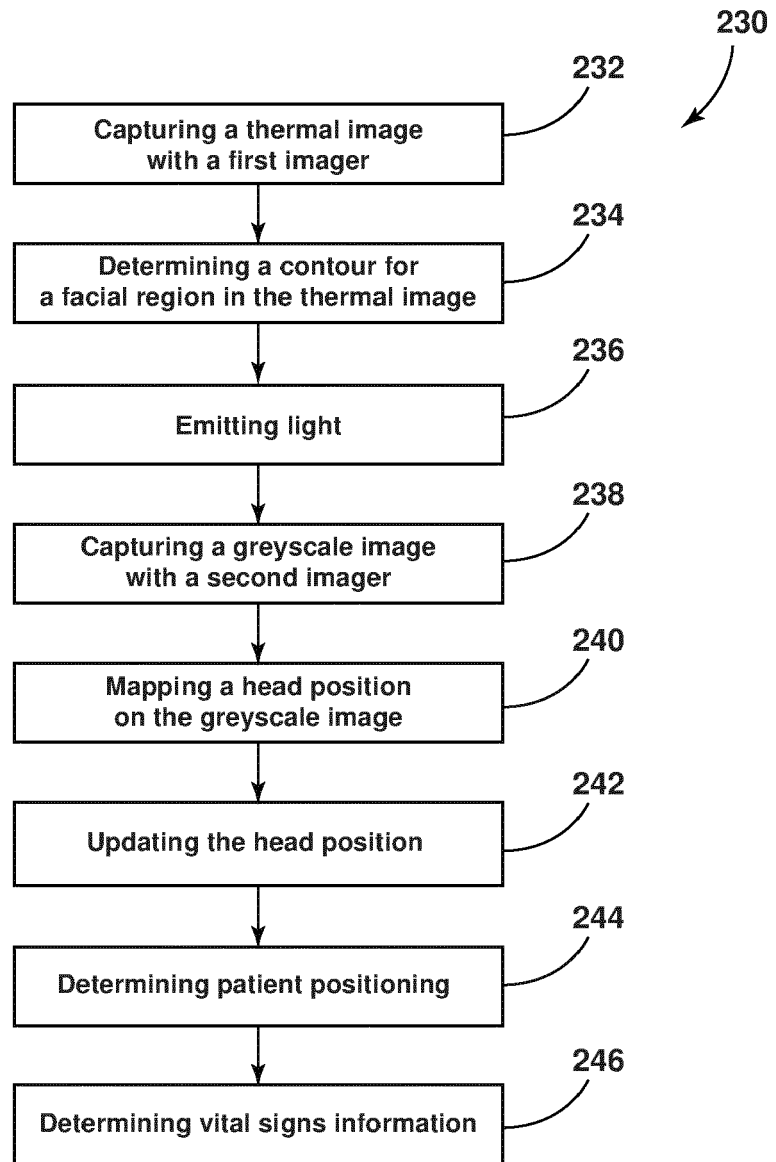 230
232
Capturing a thermal image
with a first imager
234
Determining a contour for
a facial region in the thermal image
236
Emitting light
238
Capturing a greyscale image
with a second imager
240
Mapping a head position
on the greyscale image
242
Updating the head position
244
Determining patient positioning
246
Determining vital signs information